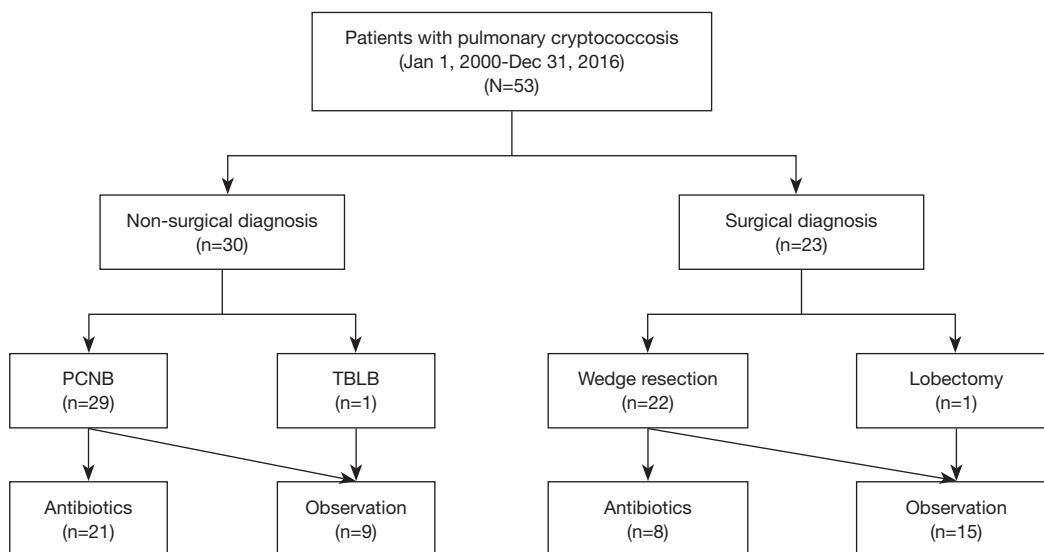 Patients with pulmonary cryptococcosis
(Jan 1, 2000-Dec 31, 2016)
(N=53)
Non-surgical diagnosis
(n=30)
Surgical diagnosis
(n=23)
PCNB
(n=29)
TBLB
(n=1)
Wedge resection
(n=22)
Lobectomy
(n=1)
Antibiotics
(n=21)
Observation
(n=9)
Antibiotics
(n=8)
Observation
(n=15)